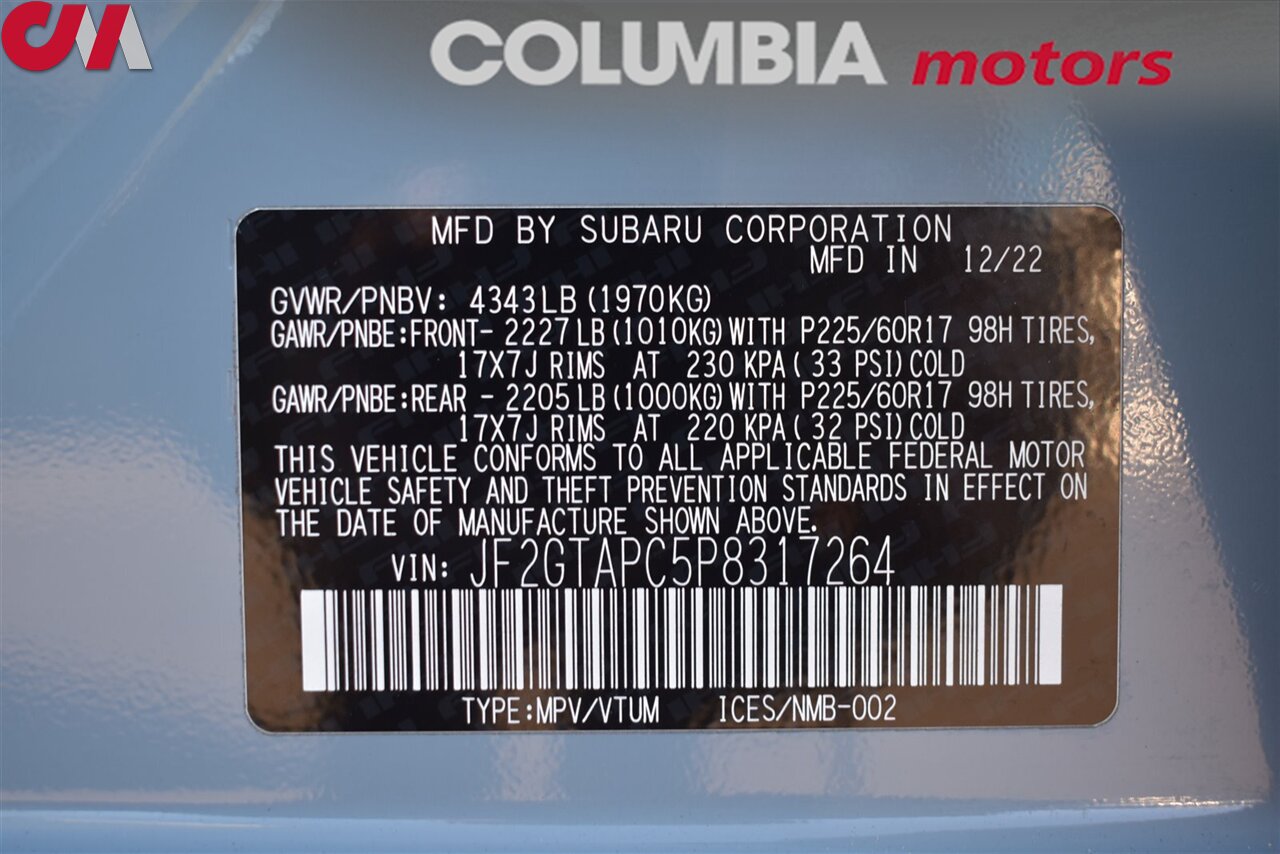 CM
COLUMBIA motors
MFD BY SUBARU CORPORATION
MFD IN 12/22
GVWR/PNBV: 4343LB (1970KG)
GAWR/PNBE:FRONT- 2227LB (1010KG) WITH P225/60R17 98H TIRES,
17X7J RIMS AT 230 KPA ( 33 PSI) COLD
GAWR/PNBE:REAR - 2205LB (1000KG) WITH P225/60R17 98H TIRES,
17X7J RIMS AT 220 KPA ( 32 PSI) COLD
THIS VEHICLE CONFORMS TO ALL APPLICABLE FEDERAL MOTOR
VEHICLE SAFETY AND THEFT PREVENTION STANDARDS IN EFFECT ON
THE DATE OF MANUFACTURE SHOWN ABOVE.
VIN: JF2GTAPC5P8317264
TYPE:MPV/VTUM ICES/NMB-002